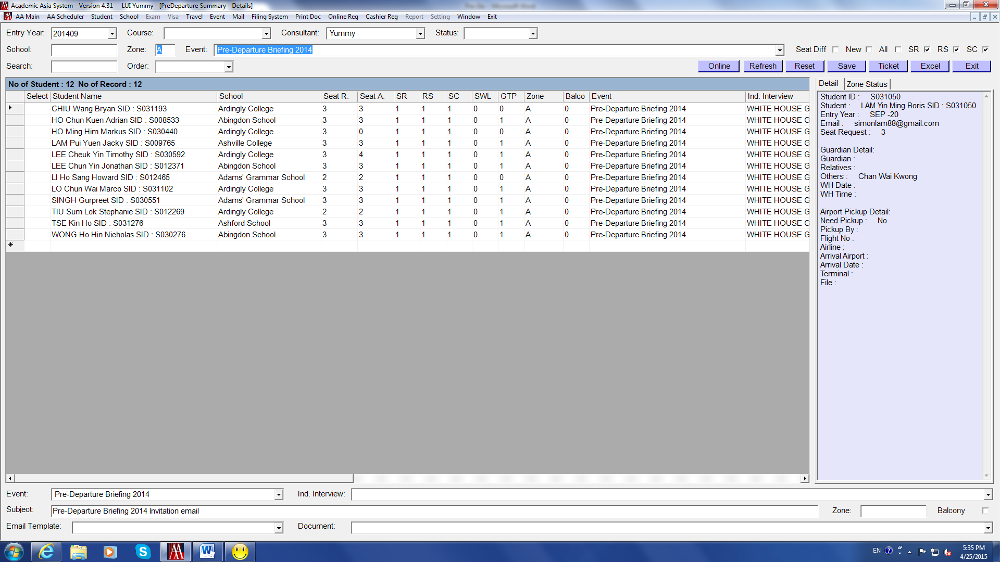 Academic Asia System - Version 4.31 LUI Yummy - [PreDeparture Summary - Details]
AA Main AA Scheduler Student School Exam Visa Travel Event Mail Filing System Print Doc Online Reg Cashier Reg Report Setting Window Exit
Entry Year: 201409 Course: Consultant: Yummy Status:
School: Zone: A Event: Pre-Departure Briefing 2014 Seat Diff New All SR RS SC
Search: Order: Online Refresh Reset Save Ticket Excel Exit
No of Student : 12 No of Record : 12
Select Student Name School Seat R. Seat A. SR RS SC SWL GTP Zone Balco Event Ind. Interview
CHIU Wang Bryan SID : S031193 Ardingly College 3 3 1 1 1 0 0 A 0 Pre-Departure Briefing 2014 WHITE HOUSE G
HO Chun Kuen Adrian SID : S008533 Abingdon School 3 3 1 1 1 0 1 A 0 Pre-Departure Briefing 2014 WHITE HOUSE G
HO Ming Him Markus SID : S030440 Ardingly College 3 0 1 1 1 0 0 A 0 Pre-Departure Briefing 2014 WHITE HOUSE G
LAM Pui Yuen Jacky SID : S009765 Ashville College 3 3 1 1 1 0 1 A 0 Pre-Departure Briefing 2014 WHITE HOUSE G
LEE Cheuk Yin Timothy SID : S030592 Ardingly College 3 4 1 1 1 0 1 A 0 Pre-Departure Briefing 2014 WHITE HOUSE G
LEE Chun Yin Jonathan SID : S012371 Abingdon School 3 3 1 1 1 0 1 A 0 Pre-Departure Briefing 2014 WHITE HOUSE G
LI Ho Sang Howard SID : S012465 Adams' Grammar School 2 2 1 1 1 0 0 A 0 Pre-Departure Briefing 2014 WHITE HOUSE G
LO Chun Wai Marco SID : S031102 Ardingly College 3 3 1 1 1 0 1 A 0 Pre-Departure Briefing 2014 WHITE HOUSE G
SINGH Gurpreet SID : S030551 Adams' Grammar School 3 3 1 1 1 0 1 A 0 Pre-Departure Briefing 2014 WHITE HOUSE G
TIU Sum Lok Stephanie SID : S012269 Ardingly College 2 2 1 1 1 0 1 A 0 Pre-Departure Briefing 2014 WHITE HOUSE G
TSE Kin Ho SID : S031276 Ashford School 3 3 1 1 1 0 1 A 0 Pre-Departure Briefing 2014 WHITE HOUSE G
WONG Ho Hin Nicholas SID : S030276 Abingdon School 3 3 1 1 1 0 1 A 0 Pre-Departure Briefing 2014 WHITE HOUSE G
Detail Zone Status
Student ID : S031050
Student : LAM Yin Ming Boris SID : S031050
Entry Year : SEP -20
Email : simonlam88@gmail.com
Seat Request : 3
Guardian Detail:
Guardian :
Relatives :
Others : Chan Wai Kwong
WH Date :
WH Time :
Airport Pickup Detail:
Need Pickup : No
Pickup By :
Flight No :
Airline :
Arrival Airport :
Arrival Date :
Terminal :
File :
Event: Pre-Departure Briefing 2014 Ind. Interview:
Subject: Pre-Departure Briefing 2014 Invitation email Zone: Balcony
Email Template: Document:
EN
5:35 PM
4/25/2015